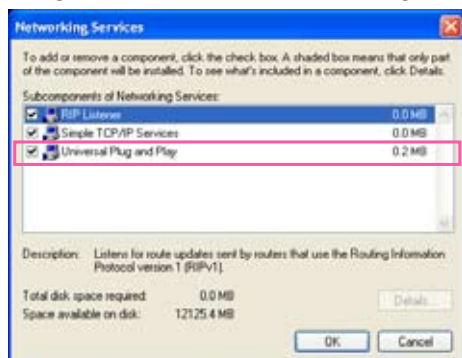 Networking Services
To add or remove a component, click the check box. A shaded box means that only part
of the component will be installed. To see what's included in a component, click Details.
Subcomponents of Networking Services:
RIP Listener 0.0 MB
Simple TCP/IP Services 0.0 MB
Universal Plug and Play 0.2 MB
Description: Listens for route updates sent by routers that use the Routing Information
Protocol version 1 (RIPv1).
Total disk space required: 0.0 MB
Details...
Space available on disk: 12125.4 MB
OK Cancel